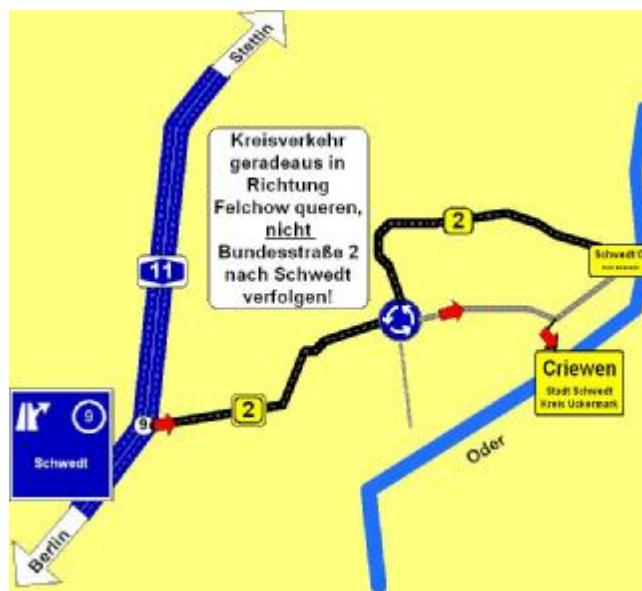 Stettin
Kreisverkehr
geradeaus in
Richtung
Felchow queren,
nicht
Bundesstraße 2
nach Schwedt
verfolgen!
2
11
Criewen
Stadt Schwedt
Kreis Uckermark
2
9
9
Schwedt
Oder
Berlin